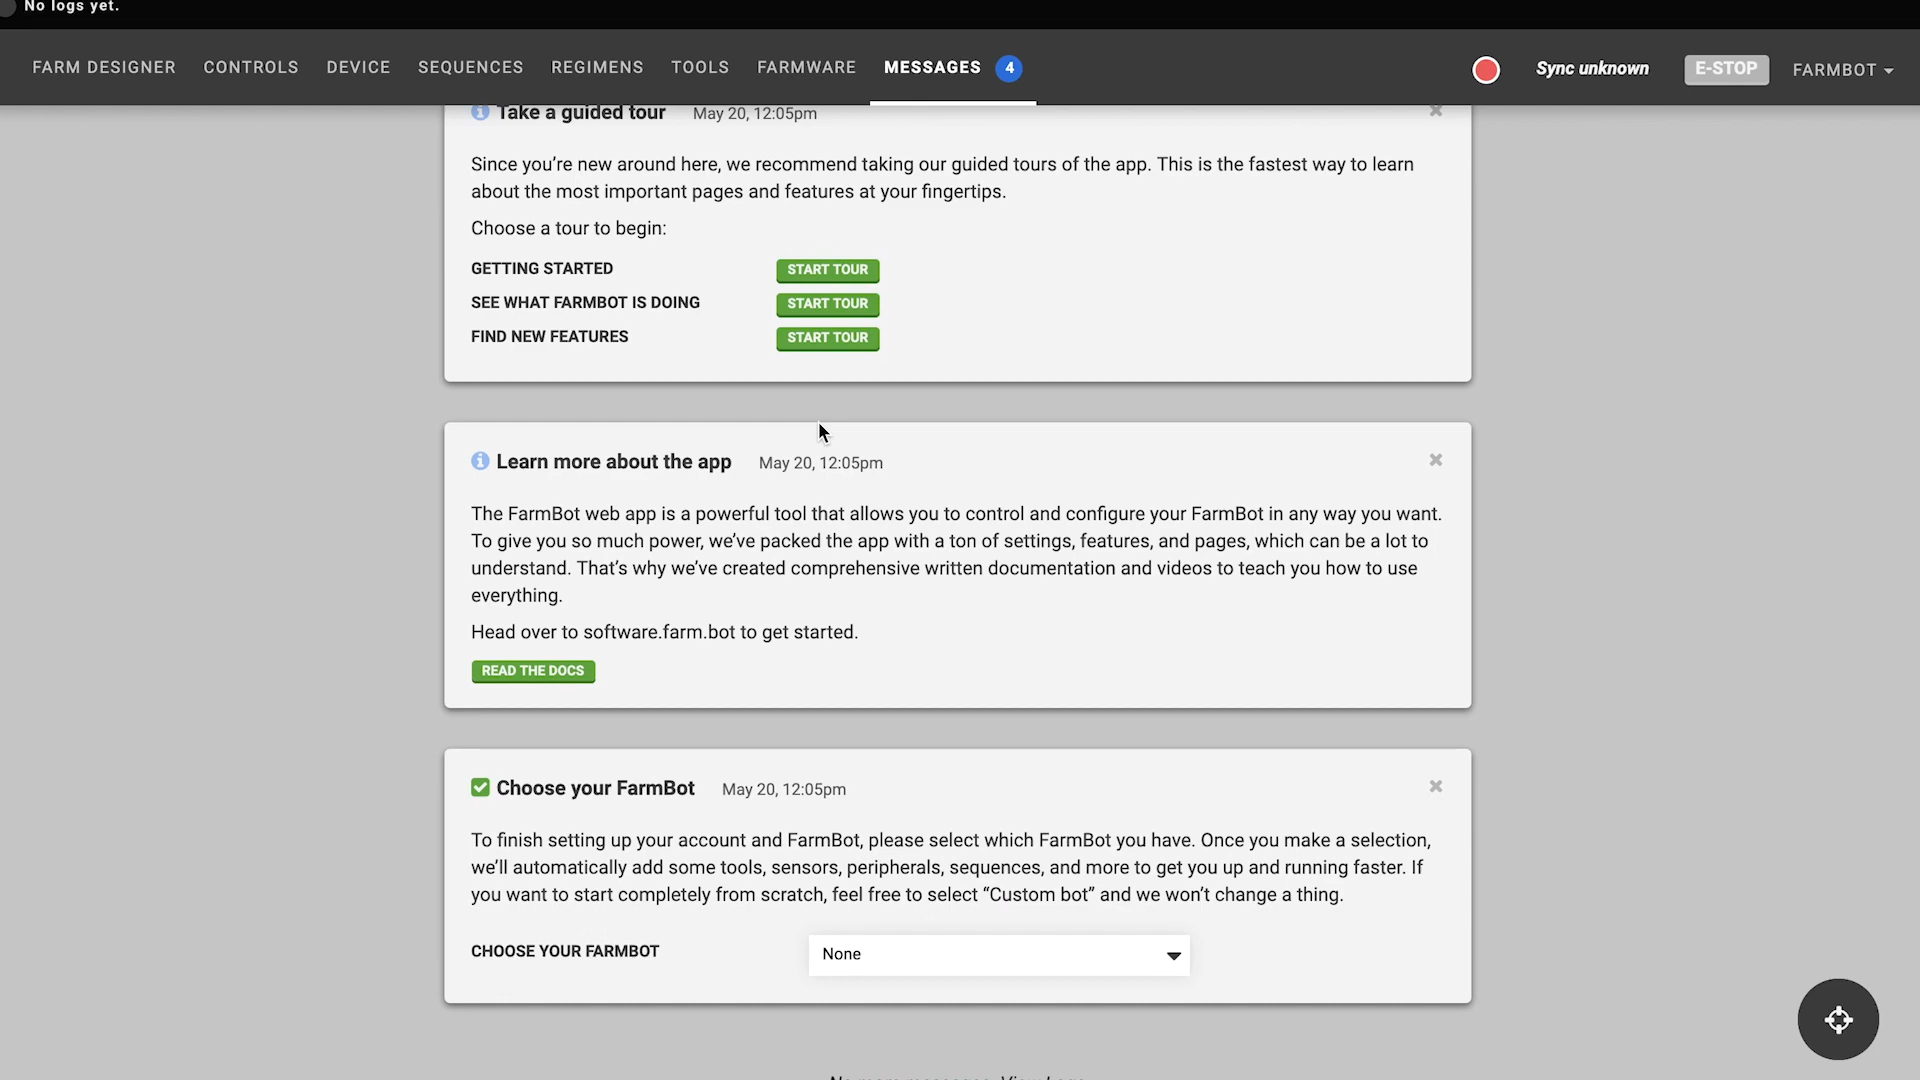 No logs yet.
FARM DESIGNER CONTROLS DEVICE SEQUENCES REGIMENS TOOLS FARMWARE MESSAGES 4 Sync unknown E-STOP FARMBOT
Take a guided tour May 20, 12:05pm
Since you're new around here, we recommend taking our guided tours of the app. This is the fastest way to learn
about the most important pages and features at your fingertips.
Choose a tour to begin:
GETTING STARTED START TOUR
SEE WHAT FARMBOT IS DOING START TOUR
FIND NEW FEATURES START TOUR
Learn more about the app May 20, 12:05pm
The FarmBot web app is a powerful tool that allows you to control and configure your FarmBot in any way you want.
To give you so much power, we've packed the app with a ton of settings, features, and pages, which can be a lot to
understand. That's why we've created comprehensive written documentation and videos to teach you how to use
everything.
Head over to software.farm.bot to get started.
READ THE DOCS
Choose your FarmBot May 20, 12:05pm
To finish setting up your account and FarmBot, please select which FarmBot you have. Once you make a selection,
we'll automatically add some tools, sensors, peripherals, sequences, and more to get you up and running faster. If
you want to start completely from scratch, feel free to select “Custom bot” and we won't change a thing.
CHOOSE YOUR FARMBOT None